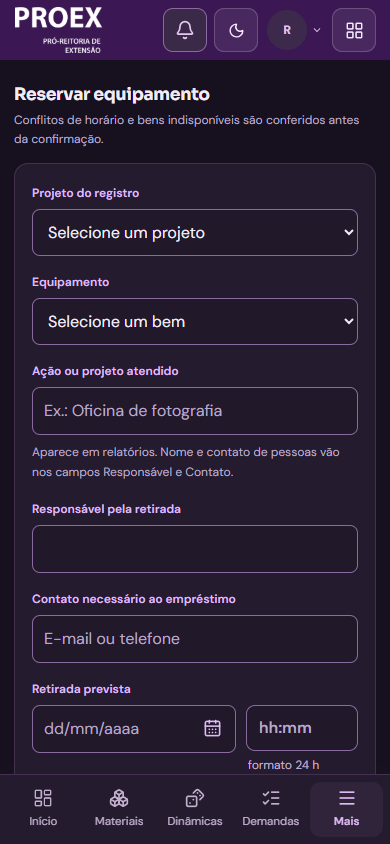 PROEX
PRÓ-REITORIA DE
EXTENSÃO
R
Reservar equipamento
Conflitos de horário e bens indisponíveis são conferidos antes
da confirmação.
Projeto do registro
Selecione um projeto
Equipamento
Selecione um bem
Ação ou projeto atendido
Ex.: Oficina de fotografia
Aparece em relatórios. Nome e contato de pessoas vão
nos campos Responsável e Contato.
Responsável pela retirada
Contato necessário ao empréstimo
E-mail ou telefone
Retirada prevista
dd/mm/aaaa
hh:mm
formato 24 h
Início
Materiais
Dinâmicas
Demandas
Mais